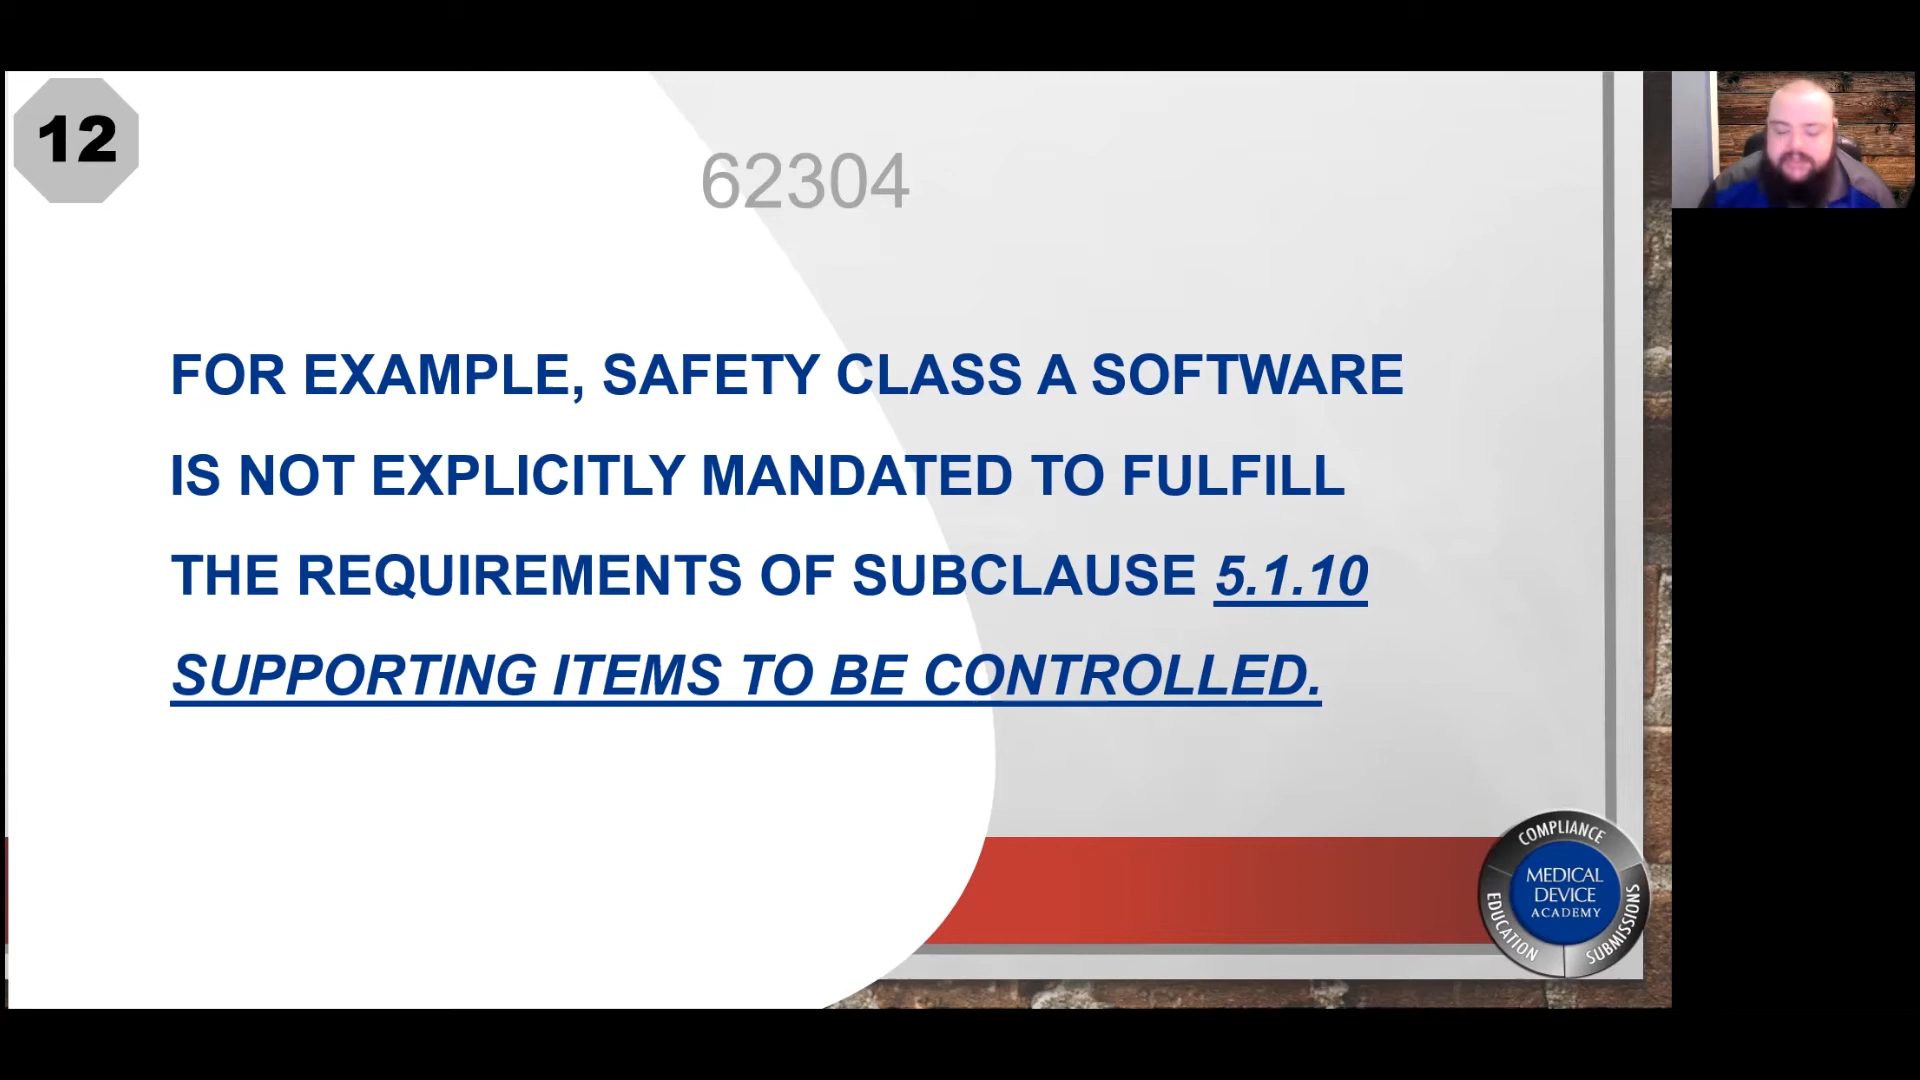 12
62304
FOR EXAMPLE, SAFETY CLASS A SOFTWARE
IS NOT EXPLICITLY MANDATED TO FULFILL
THE REQUIREMENTS OF SUBCLAUSE 5.1.10
SUPPORTING ITEMS TO BE CONTROLLED.
COMPLIANCE
MEDICAL
DEVICE
ACADEMY
EDUCATION
SUBMISSIONS